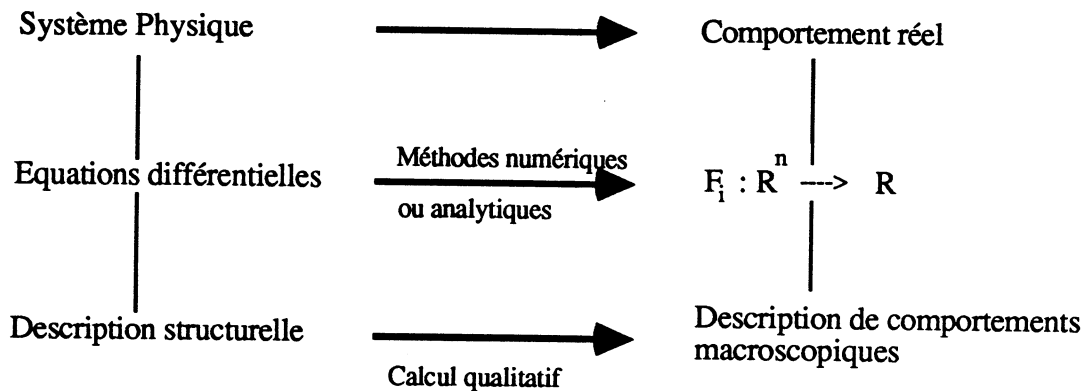 Système Physique
Comportement réel
Equations différentielles
Méthodes numériques
ou analytiques
F_i : R^n ----> R
Description structurelle
Calcul qualitatif
Description de comportements
macroscopiques